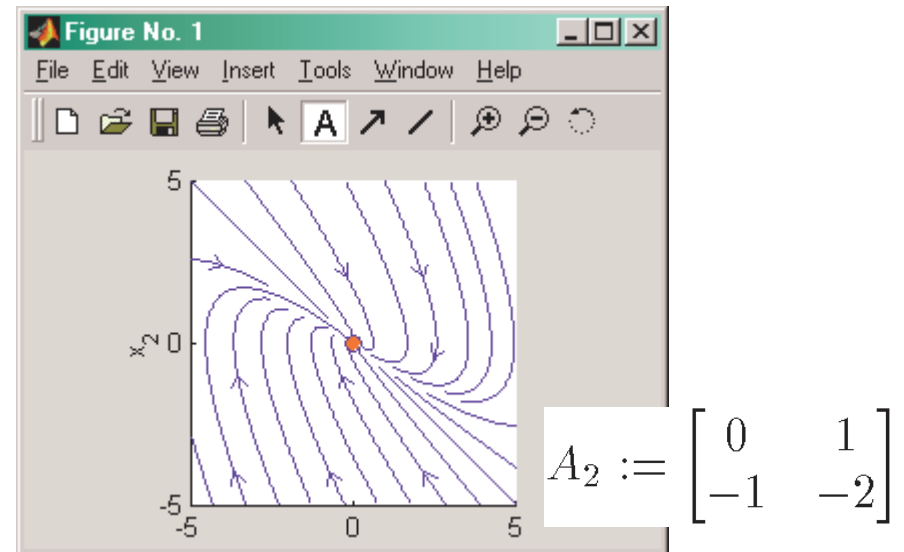 Figure No. 1
File Edit View Insert Tools Window Help
A
5
x2 0
-5
-5 0 5
A2 := [ 0 1
-1 -2 ]